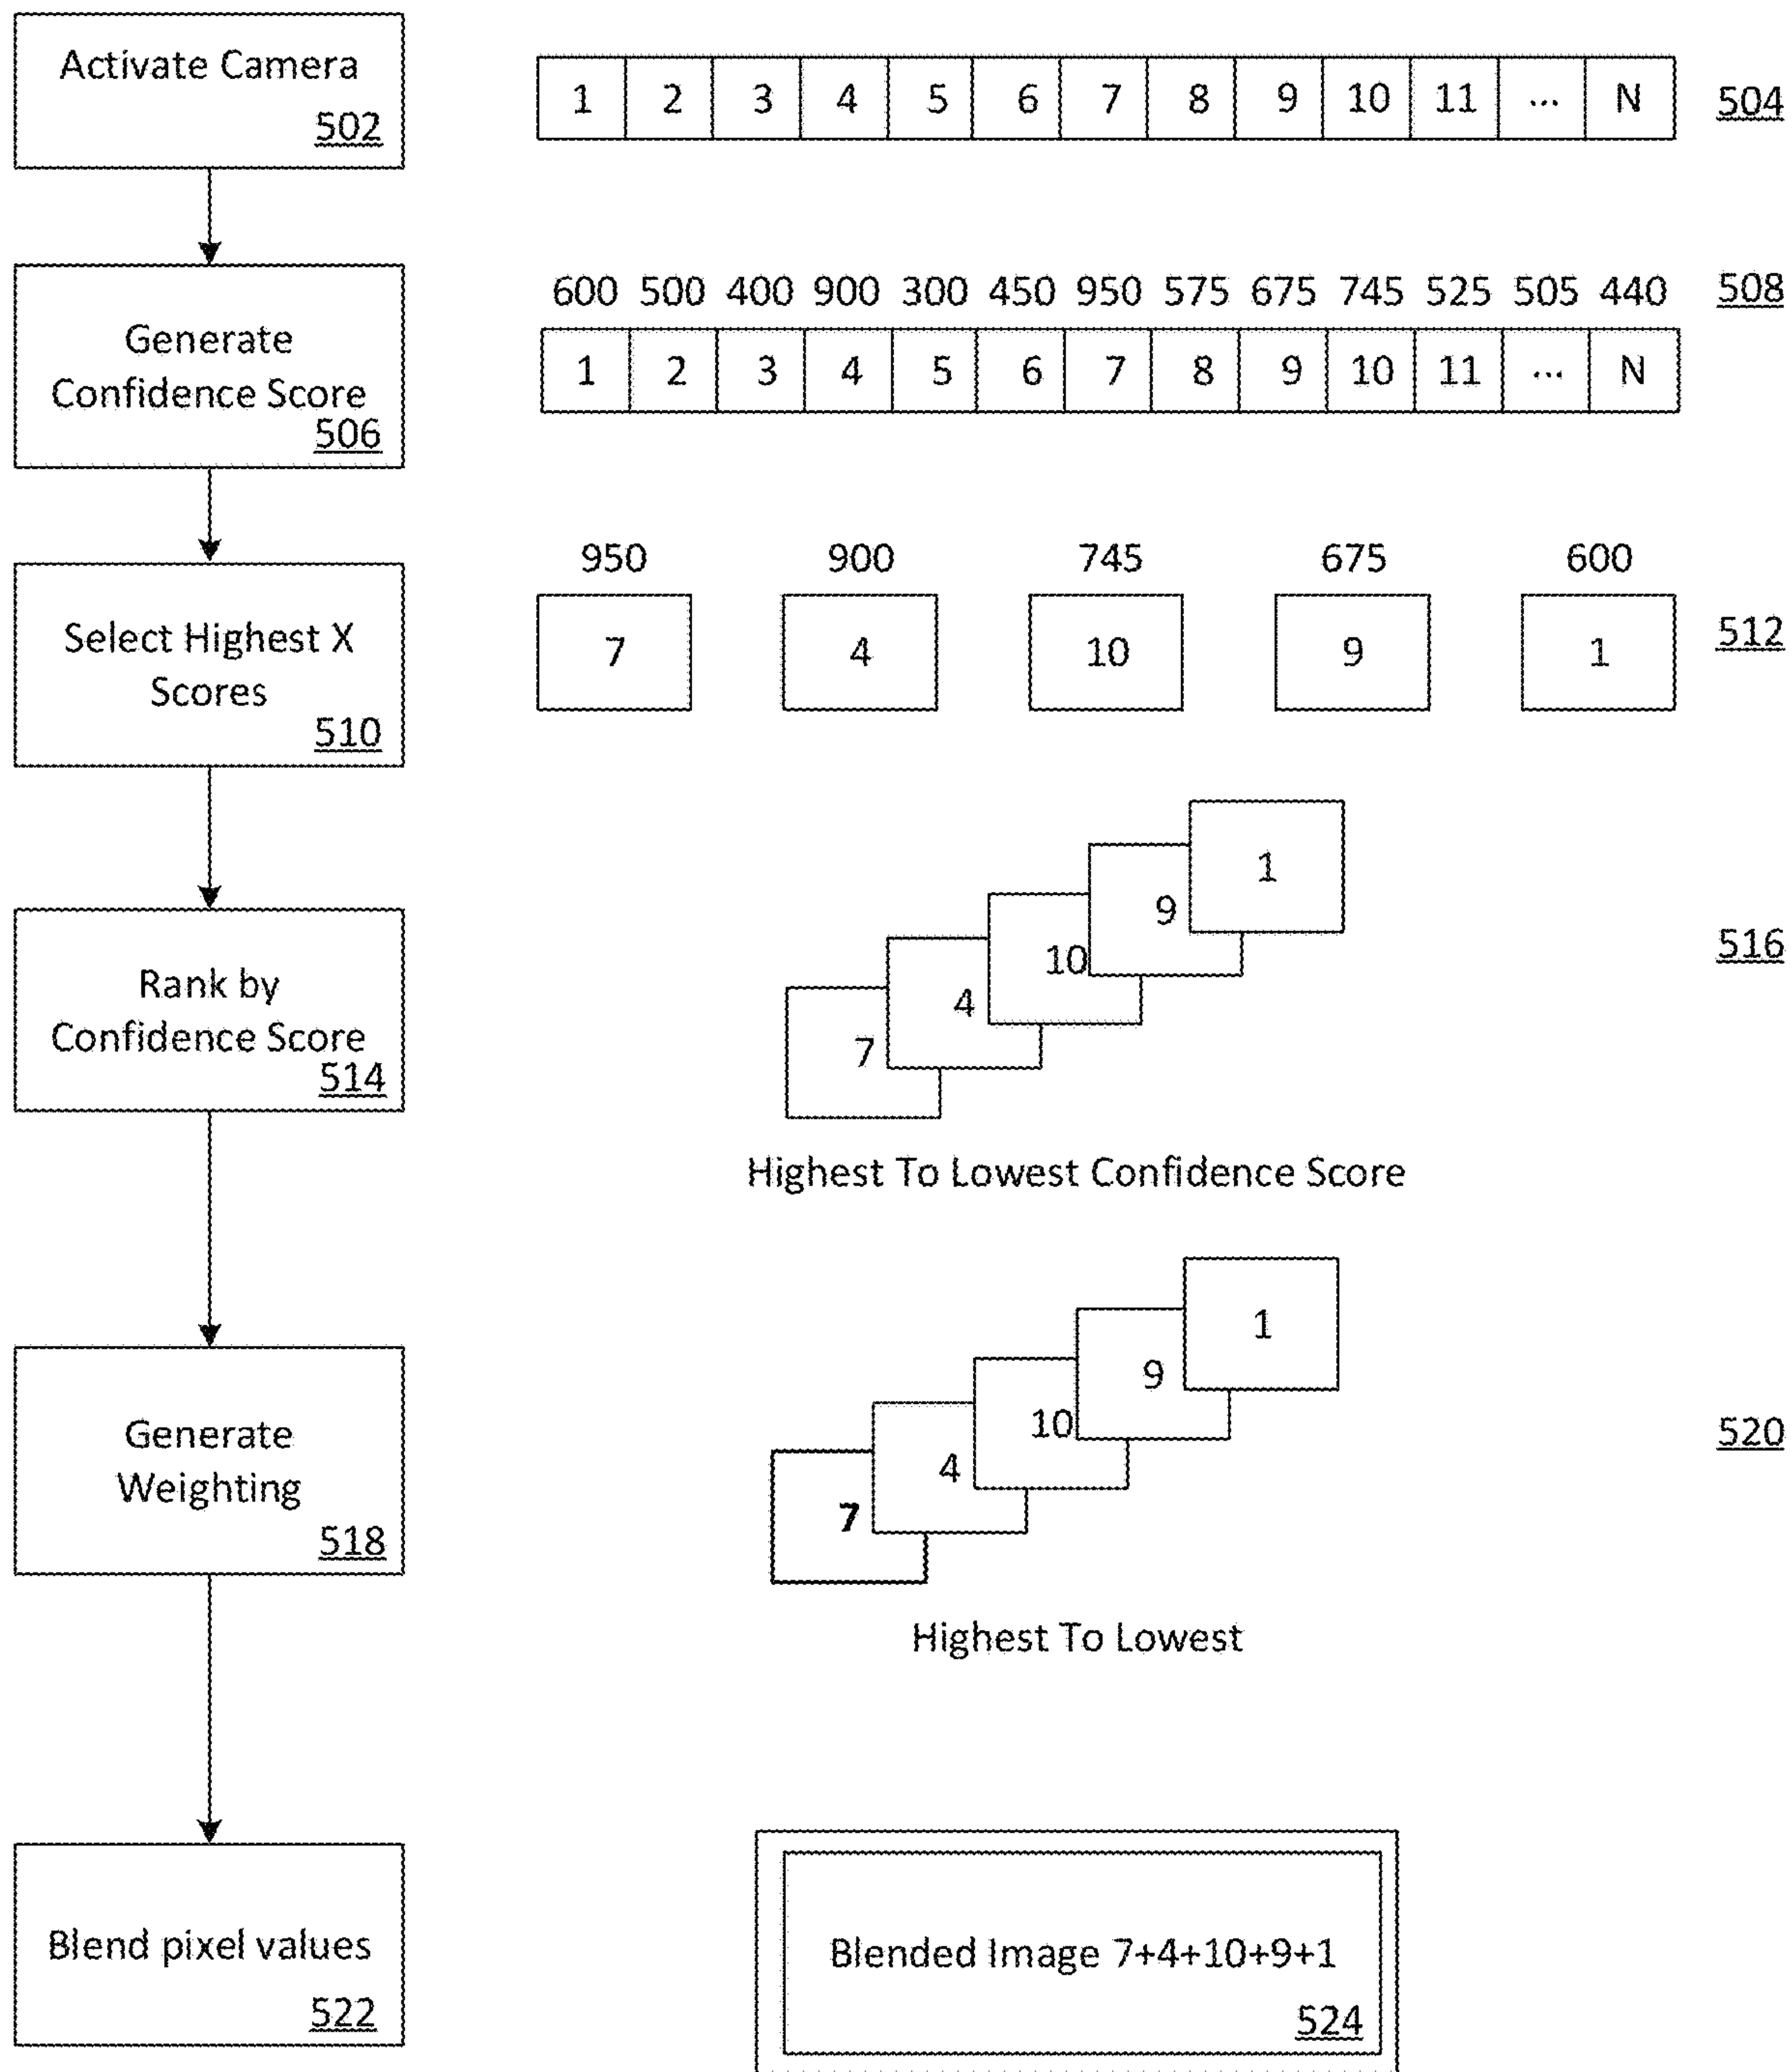 Activate Camera
502
1 2 3 4 5 6 7 8 9 10 11 ... N
504
Generate
Confidence Score
506
600 500 400 900 300 450 950 575 675 745 525 505 440
508
1 2 3 4 5 6 7 8 9 10 11 ... N
Select Highest X
Scores
510
950 900 745 675 600
7 4 10 9 1
512
Rank by
Confidence Score
514
1
9
10
4
7
516
Highest To Lowest Confidence Score
Generate
Weighting
518
1
9
10
4
7
520
Highest To Lowest
Blend pixel values
522
Blended Image 7+4+10+9+1
524